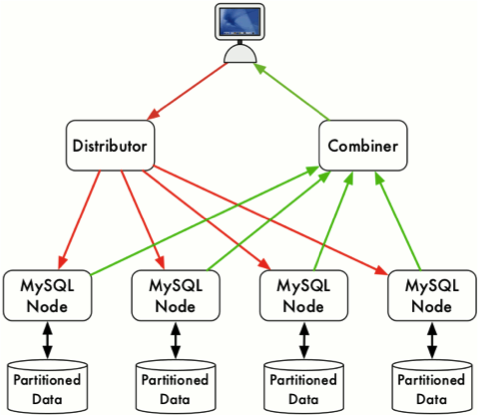 Distributor
Combiner
MySQL
Node
MySQL
Node
MySQL
Node
MySQL
Node
Partitioned
Data
Partitioned
Data
Partitioned
Data
Partitioned
Data